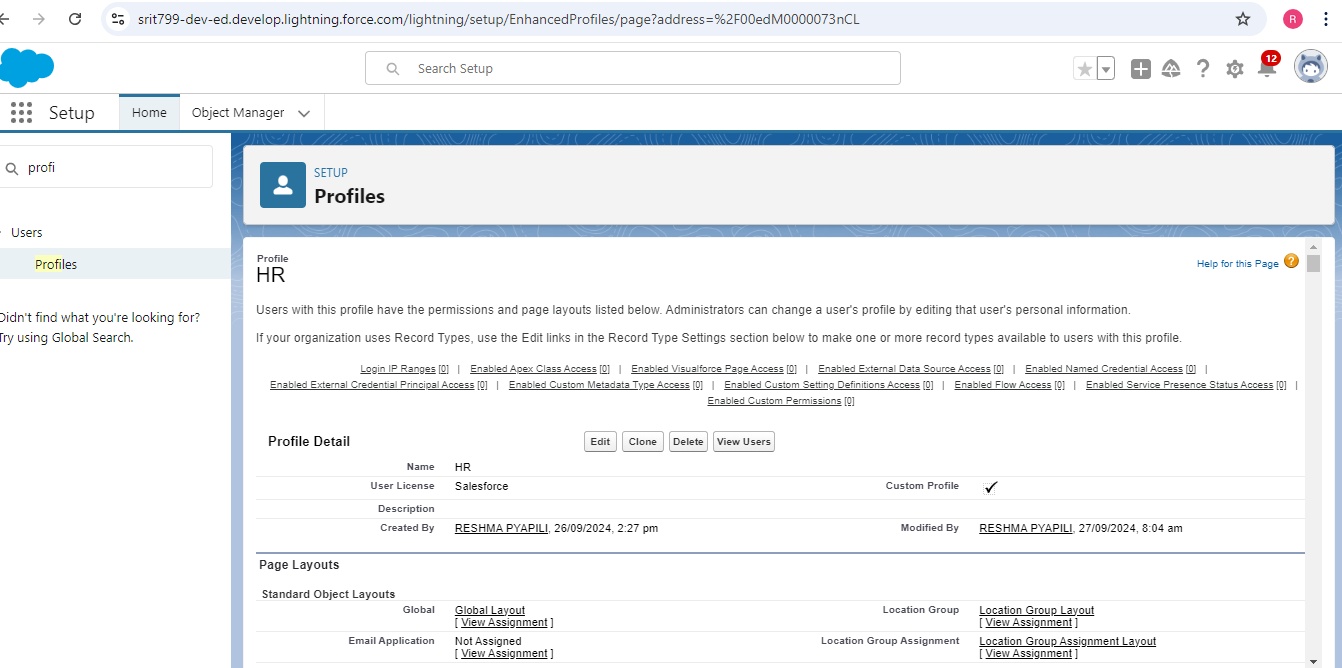 srit799-dev-ed.develop.lightning.force.com/lightning/setup/EnhancedProfiles/page?address=%2F00edM0000073nCL
R
Search Setup
12
Setup
Home
Object Manager
profi
Users
Profiles
Didn't find what you're looking for?
Try using Global Search.
SETUP
Profiles
Profile
HR
Help for this Page ?
Users with this profile have the permissions and page layouts listed below. Administrators can change a user's profile by editing that user's personal information.
If your organization uses Record Types, use the Edit links in the Record Type Settings section below to make one or more record types available to users with this profile.
Login IP Ranges [0] | Enabled Apex Class Access [0] | Enabled Visualforce Page Access [0] | Enabled External Data Source Access [0] | Enabled Named Credential Access [0] |
Enabled External Credential Principal Access [0] | Enabled Custom Metadata Type Access [0] | Enabled Custom Setting Definitions Access [0] | Enabled Flow Access [0] | Enabled Service Presence Status Access [0] |
Enabled Custom Permissions [0]
Profile Detail
Edit Clone Delete View Users
Name HR
User License Salesforce Custom Profile
Description
Created By RESHMA PYAPILI, 26/09/2024, 2:27 pm Modified By RESHMA PYAPILI, 27/09/2024, 8:04 am
Page Layouts
Standard Object Layouts
Global Global Layout Location Group Location Group Layout
[ View Assignment ] [ View Assignment ]
Email Application Not Assigned Location Group Assignment Location Group Assignment Layout
[ View Assignment ] [ View Assignment ]